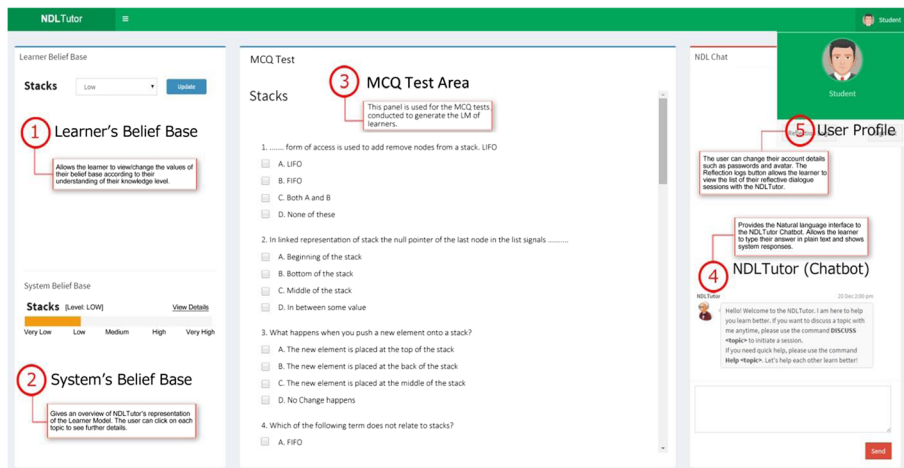 NDLTutor
Student
Learner Belief Base
Stacks
Low
Update
1 Learner's Belief Base
Allows the learner to view/change the values of
their belief base according to their
understanding of their knowledge level.
System Belief Base
Stacks [Level: LOW]
View Details
Very Low Low Medium High Very High
2 System's Belief Base
Gives an overview of NDLTutor's representation
of the Learner Model. The user can click on each
topic to see further details.
MCQ Test
3 MCQ Test Area
Stacks
This panel is used for the MCQ tests
conducted to generate the LM of
learners.
1. ....... form of access is used to add remove nodes from a stack. LIFO
A. LIFO
B. FIFO
C. Both A and B
D. None of these
2. In linked representation of stack the null pointer of the last node in the list signals ..........
A. Beginning of the stack
B. Bottom of the stack
C. Middle of the stack
D. In between some value
3. What happens when you push a new element onto a stack?
A. The new element is placed at the top of the stack
B. The new element is placed at the back of the stack
C. The new element is placed at the middle of the stack
D. No Change happens
4. Which of the following term does not relate to stacks?
A. FIFO
NDL Chat
Student
5 User Profile
The user can change their account details
such as passwords and avatar. The
Reflection logs button allows the learner to
view the list of their reflective dialogue
sessions with the NDLTutor.
Provides the Natural language interface to
the NDLTutor Chatbot. Allows the learner
to type their answer in plain text and shows
system responses.
4 NDLTutor (Chatbot)
NDLTutor
20 Dec 2:00 pm
Hello! Welcome to the NDLTutor. I am here to help
you learn better. If you want to discuss a topic with
me anytime, please use the command DISCUSS
<topic> to initiate a session.
If you need quick help, please use the command
Help <topic>. Let's help each other learn better!
Send